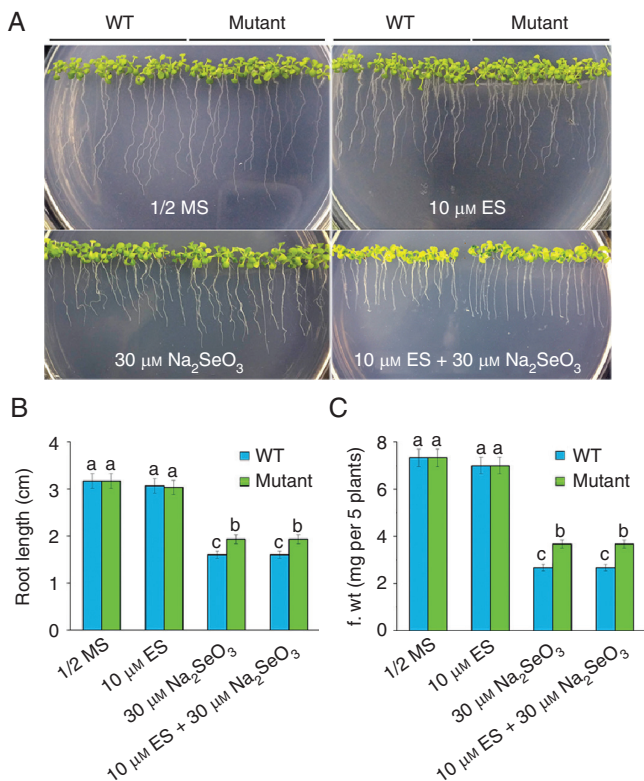 A
WT Mutant WT Mutant
1/2 MS 10 μM ES
30 μM Na₂SeO₃ 10 μM ES + 30 μM Na₂SeO₃
B
Root length (cm)
4
3
2
1
0
a a a a c b c b
WT
Mutant
1/2 MS
10 μM ES
30 μM Na₂SeO₃
10 μM ES + 30 μM Na₂SeO₃
C
f. wt (mg per 5 plants)
8
6
4
2
0
a a a a c b c b
WT
Mutant
1/2 MS
10 μM ES
30 μM Na₂SeO₃
10 μM ES + 30 μM Na₂SeO₃